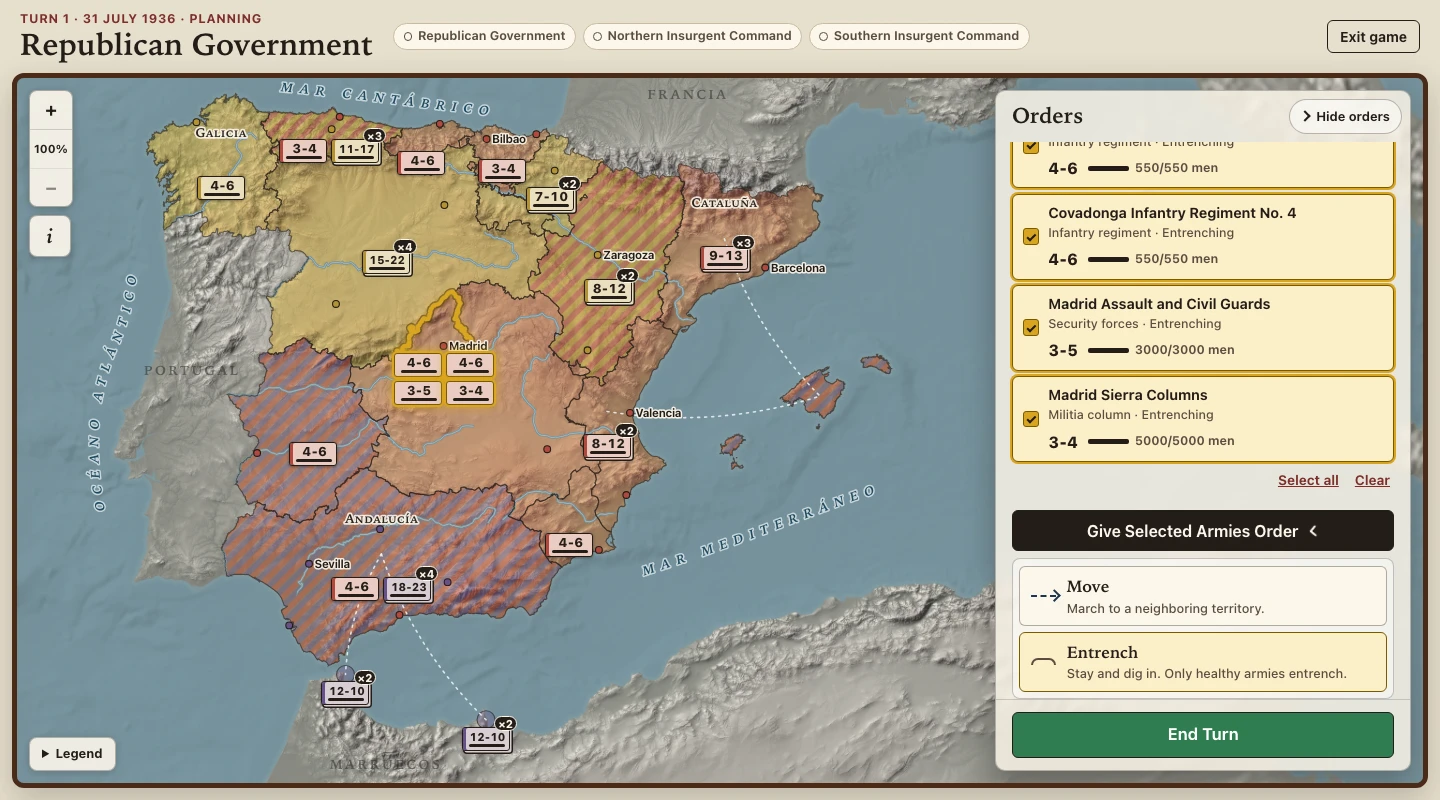 TURN 1 · 31 JULY 1936 · PLANNING
Republican Government
Republican Government
Northern Insurgent Command
Southern Insurgent Command
Exit game
+
100%
−
i
MAR CANTÁBRICO
FRANCIA
GALICIA
3-4
11-17
×3
4-6
Bilbao
3-4
4-6
7-10
×2
CATALUÑA
15-22
×4
Zaragoza
8-12
×2
9-13
×3
Barcelona
OCÉANO ATLÁNTICO
PORTUGAL
Madrid
4-6
4-6
3-5
3-4
Valencia
8-12
×2
4-6
MAR MEDITERRÁNEO
ANDALUCÍA
4-6
Sevilla
4-6
18-23
×4
12-10
×2
12-10
×2
MARRUECOS
Legend
Orders
Hide orders
Infantry regiment · Entrenching
4-6
550/550 men
Covadonga Infantry Regiment No. 4
Infantry regiment · Entrenching
4-6
550/550 men
Madrid Assault and Civil Guards
Security forces · Entrenching
3-5
3000/3000 men
Madrid Sierra Columns
Militia column · Entrenching
3-4
5000/5000 men
Select all
Clear
Give Selected Armies Order
Move
March to a neighboring territory.
Entrench
Stay and dig in. Only healthy armies entrench.
End Turn